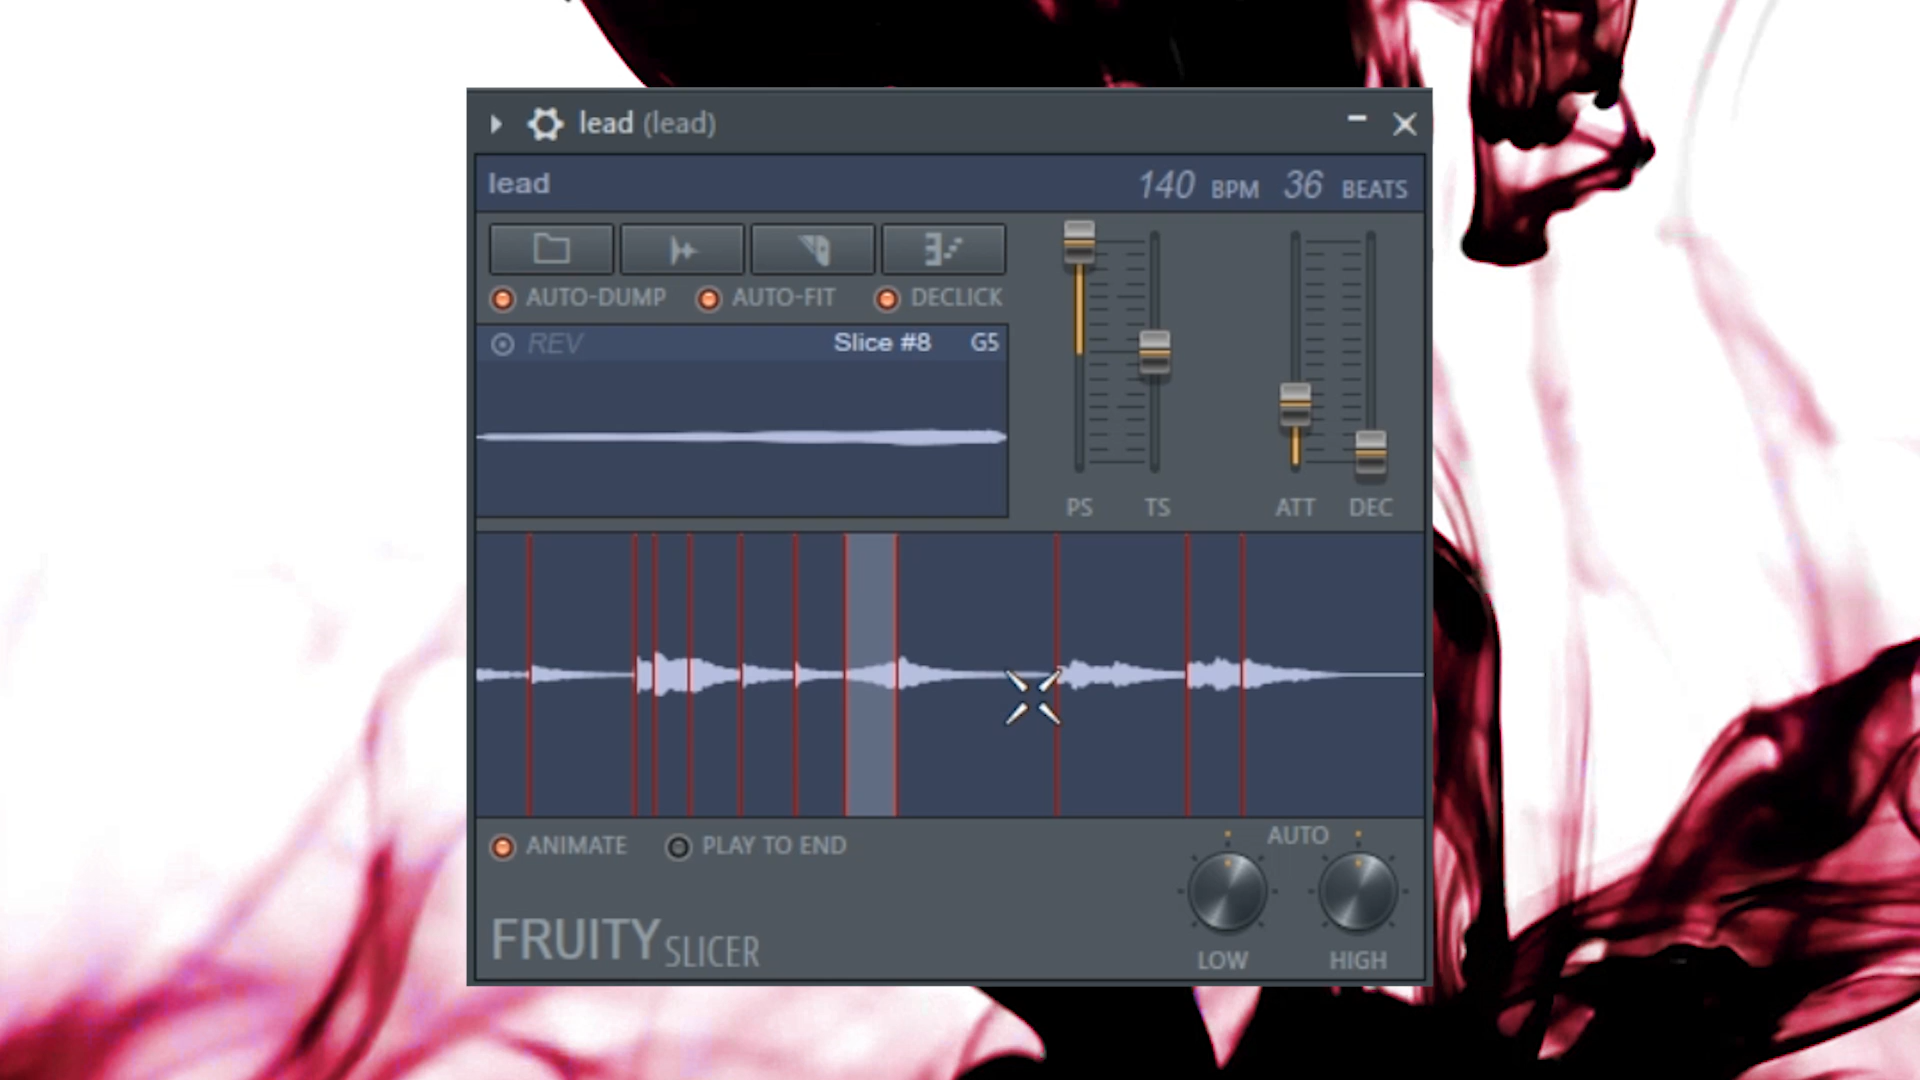 lead (lead)
lead 140 BPM 36 BEATS
AUTO-DUMP AUTO-FIT DECLICK
REV Slice #8 G5
PS TS ATT DEC
ANIMATE PLAY TO END AUTO
FRUITY SLICER LOW HIGH